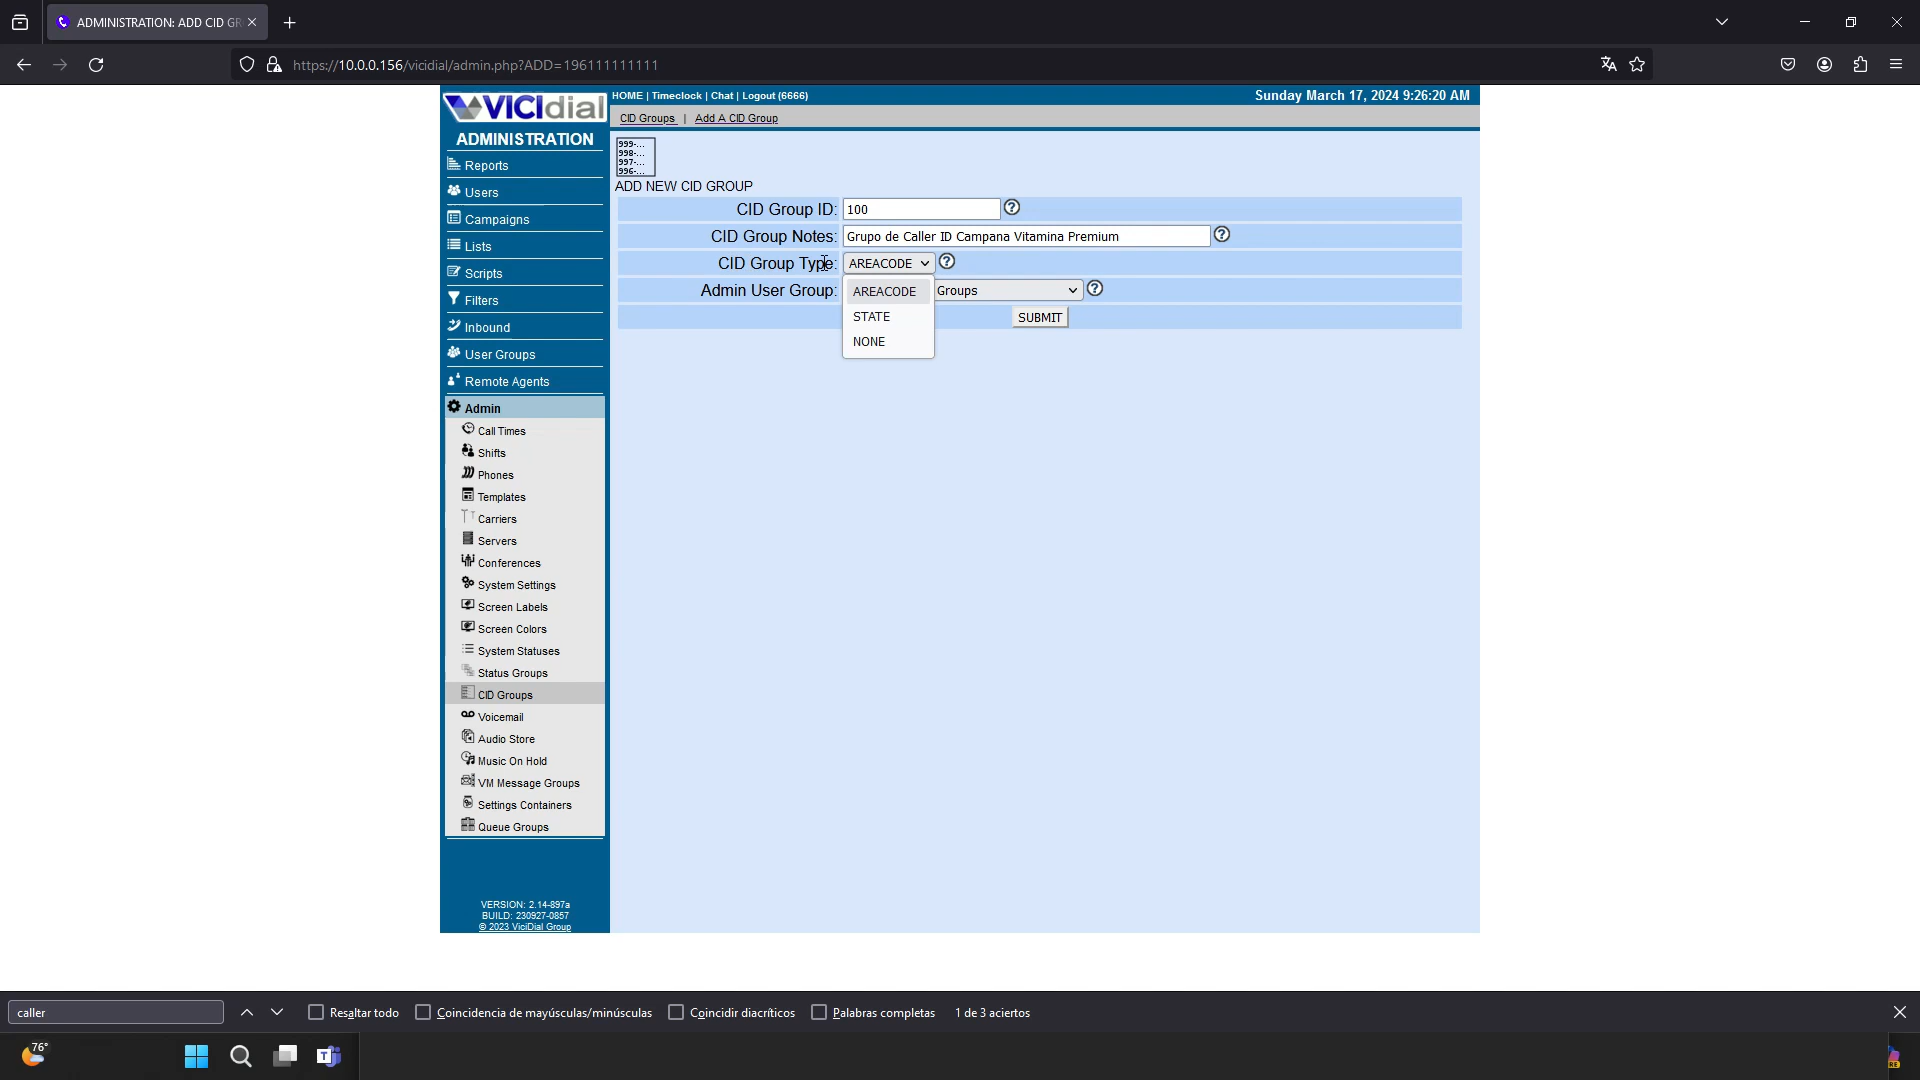 ADMINISTRATION: ADD CID GR
https://10.0.0.156/vicidial/admin.php?ADD=196111111111
VICIdial
HOME | Timeclock | Chat | Logout (6666)
Sunday March 17, 2024 9:26:20 AM
CID Groups | Add A CID Group
ADMINISTRATION
Reports
Users
Campaigns
Lists
Scripts
Filters
Inbound
User Groups
Remote Agents
Admin
Call Times
Shifts
Phones
Templates
Carriers
Servers
Conferences
System Settings
Screen Labels
Screen Colors
System Statuses
Status Groups
CID Groups
Voicemail
Audio Store
Music On Hold
VM Message Groups
Settings Containers
Queue Groups
VERSION: 2.14-897a
BUILD: 230927-0857
© 2023 ViciDial Group
999-...
998-...
997-...
996-...
ADD NEW CID GROUP
CID Group ID: 100
CID Group Notes: Grupo de Caller ID Campana Vitamina Premium
CID Group Type: AREACODE
AREACODE
STATE
NONE
Admin User Group: Groups
SUBMIT
caller
Resaltar todo
Coincidencia de mayúsculas/minúsculas
Coincidir diacríticos
Palabras completas
1 de 3 aciertos
76°